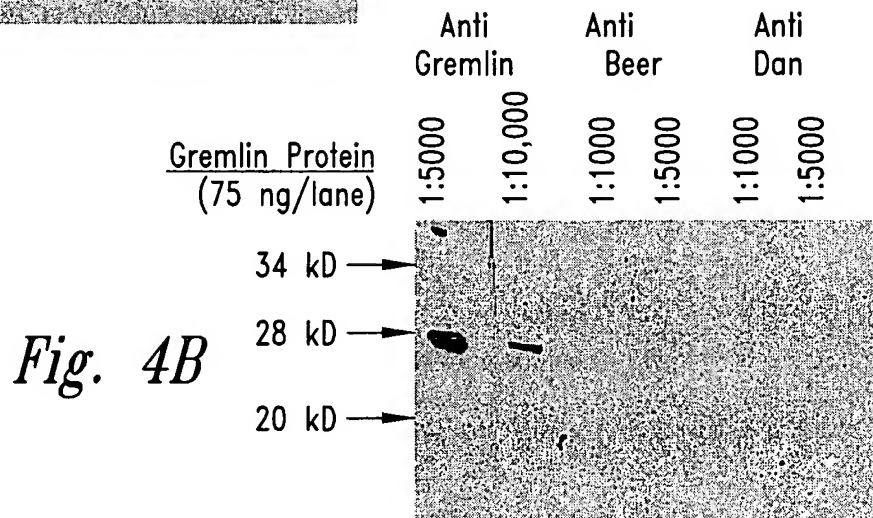 Anti Anti Anti
Gremlin Beer Dan
Gremlin Protein
(75 ng/lane)
1:5000 1:10,000 1:1000 1:5000 1:1000 1:5000
34 kD
28 kD
20 kD
Fig. 4B